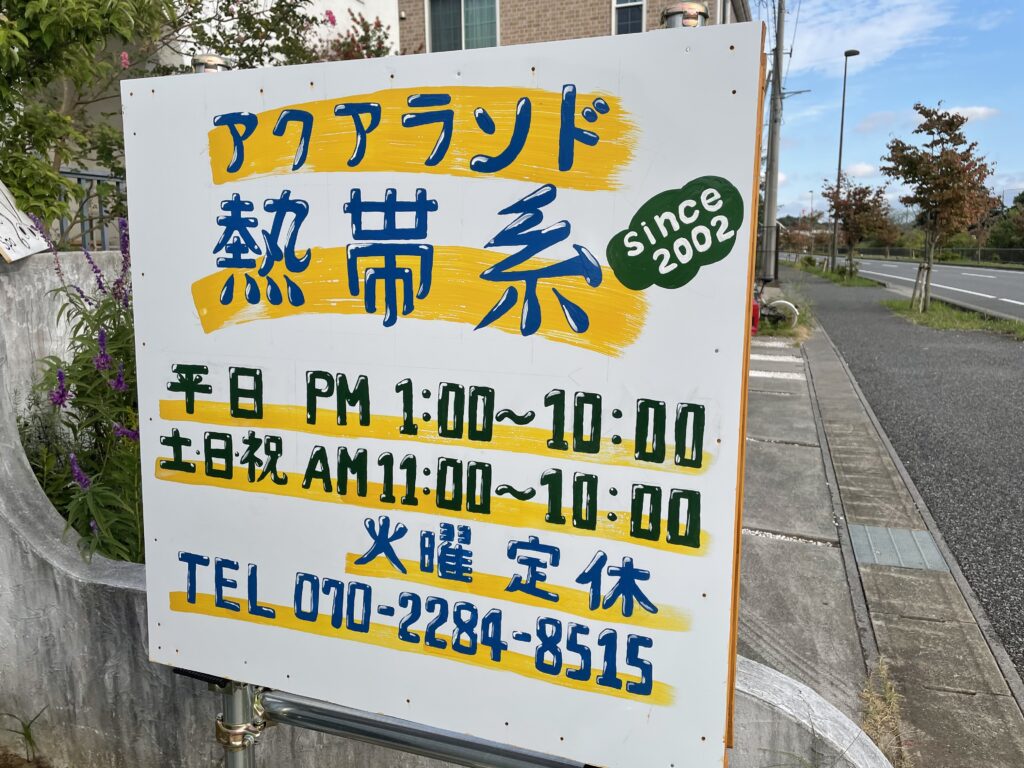 アクアランド
熱帯系
since
2002
平日 PM 1:00～10:00
土・日・祝 AM11:00～10:00
火曜 定休
TEL 070-2284-8515